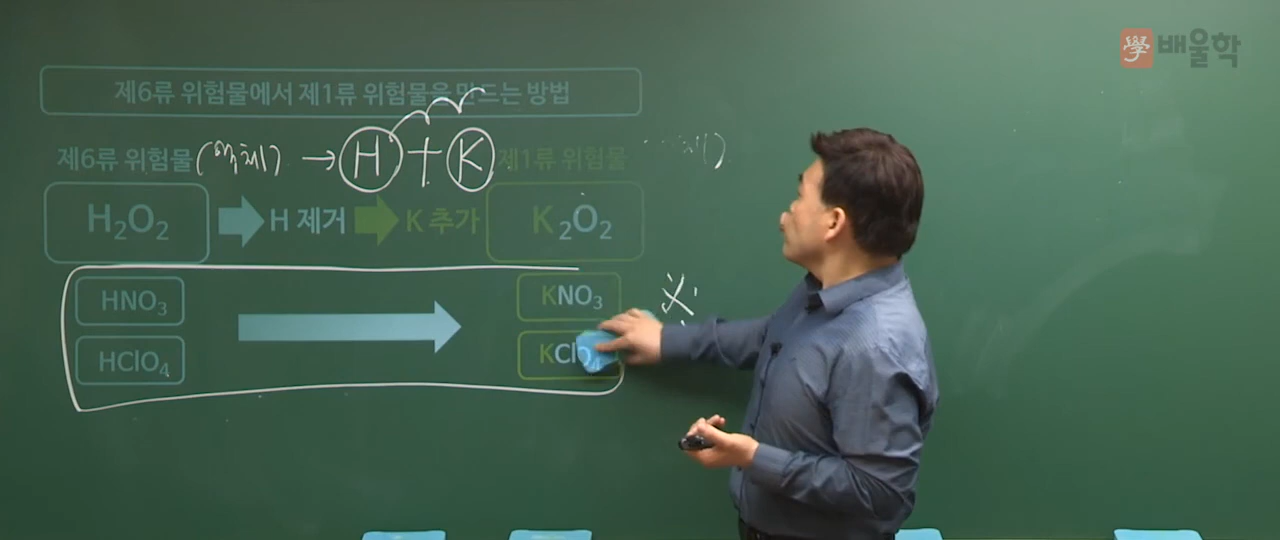 學 배울학
제6류 위험물에서 제1류 위험물을 만드는 방법
제6류 위험물 (액체) → H + K 제1류 위험물
H₂O₂ H 제거 K 추가 K₂O₂
HNO₃ KNO₃
HClO₄ KClO